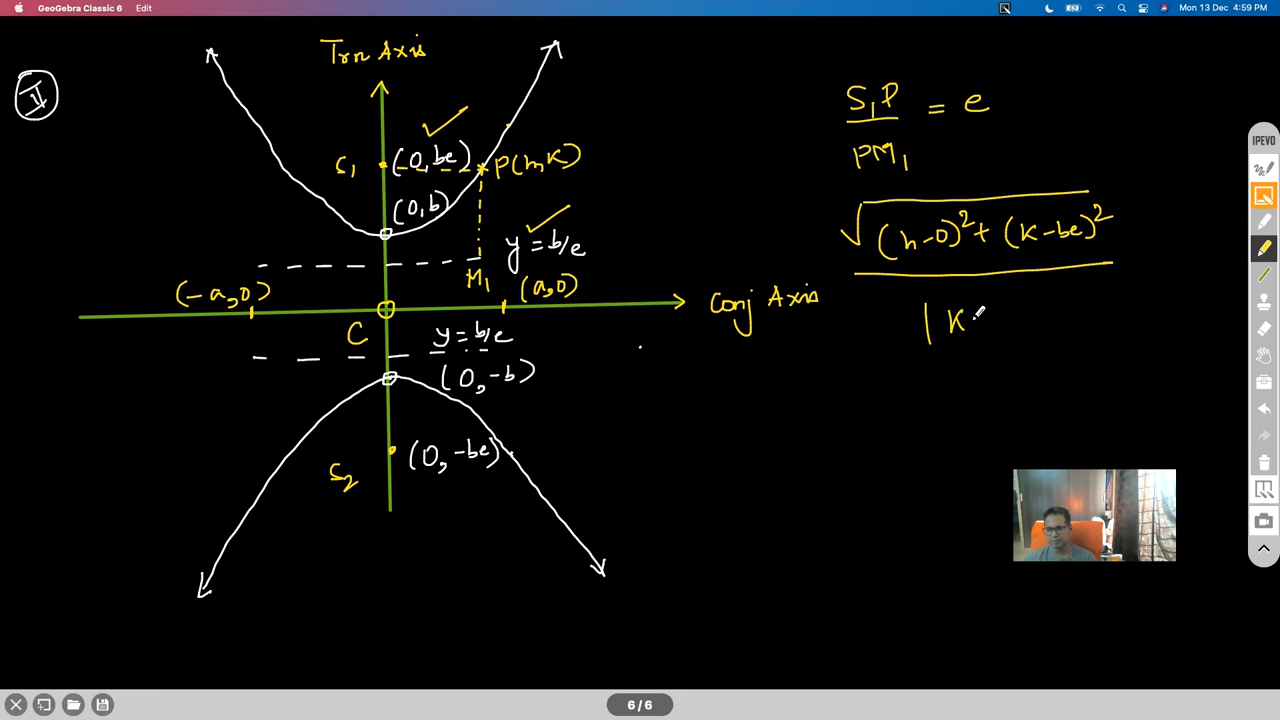 GeoGebra Classic 6 Edit
Mon 13 Dec 4:59 PM
II
Trn Axis
S₁ (0, be) P(h, K)
(0, b)
y = b/e
M₁
(-a, 0) (a, 0)
Conj Axis
C
y = b/e
(0, -b)
S₂ (0, -be)
S₁P / PM₁ = e
√((h-0)² + (K-be)²)
| K -
IPEVO
6 / 6